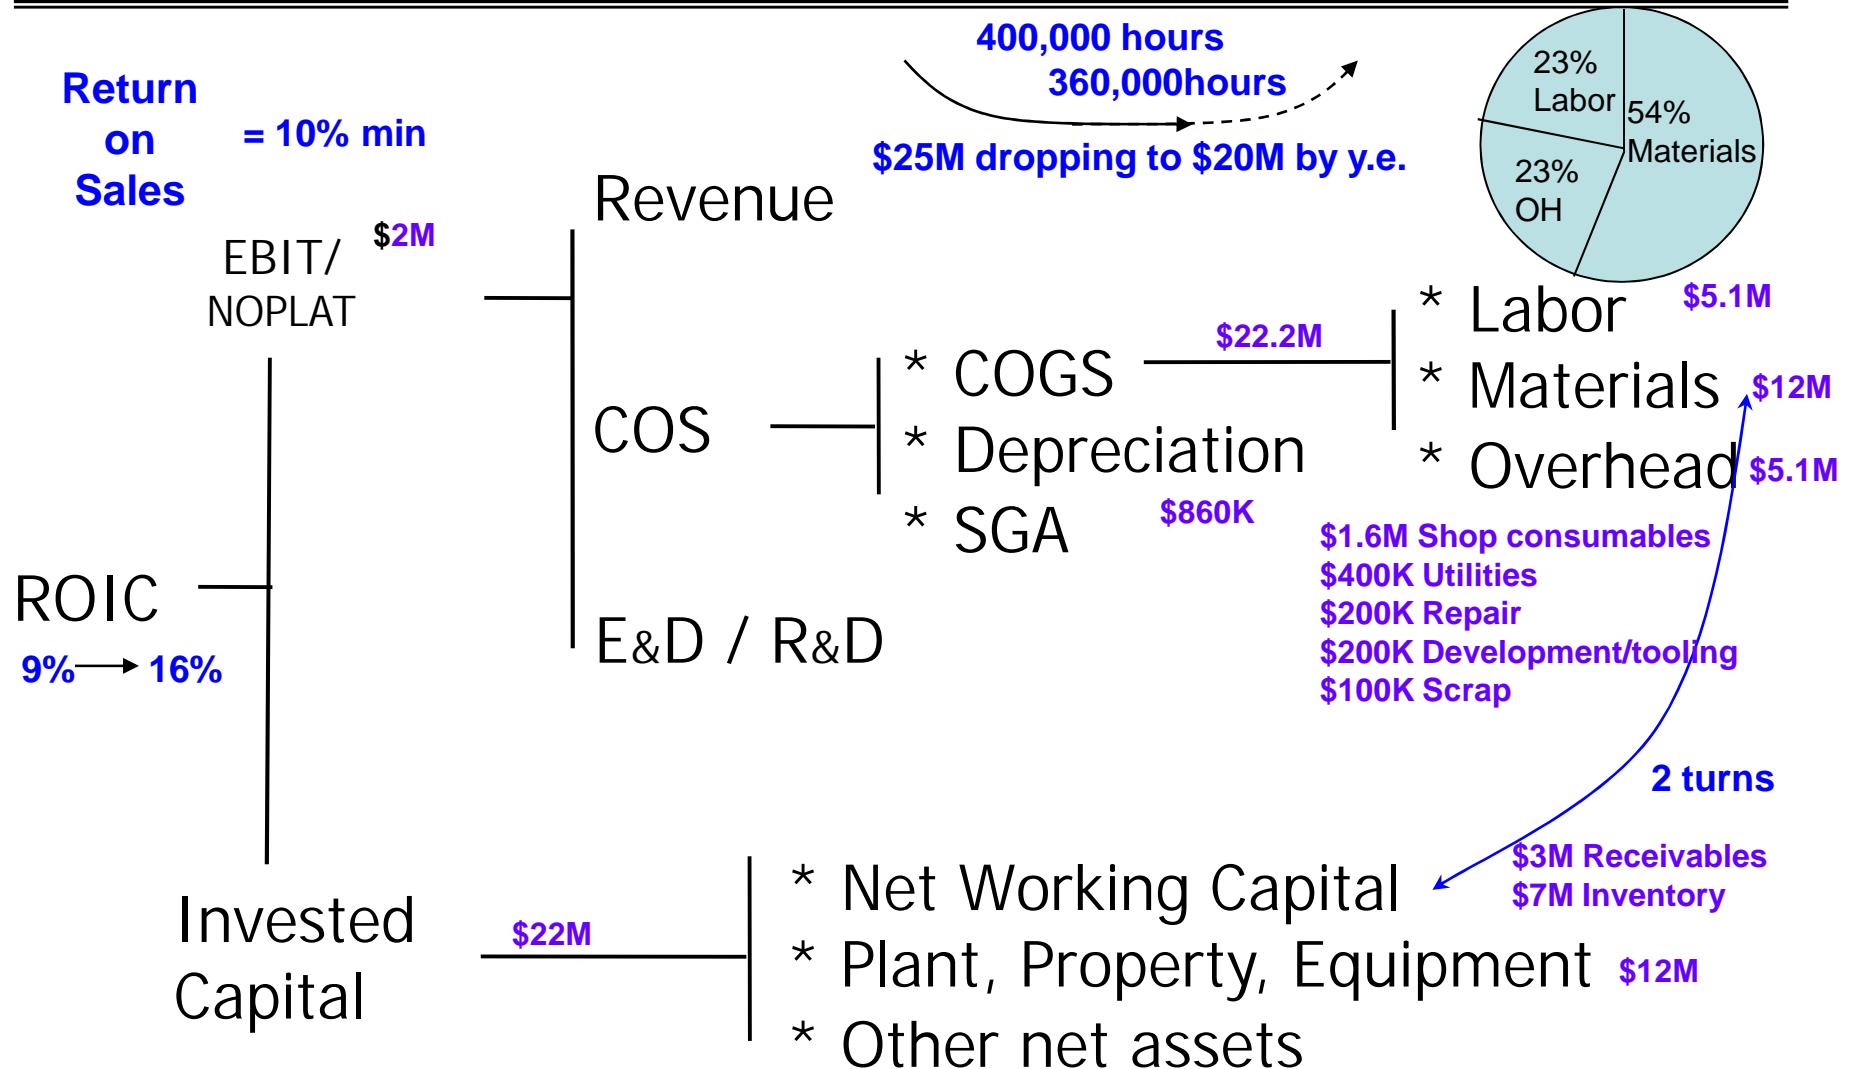 400,000 hours
360,000hours
$25M dropping to $20M by y.e.
23%
Labor
54%
Materials
23%
OH
Return
on
Sales
= 10% min
Revenue
EBIT/
NOPLAT
$2M
COS
* COGS
* Depreciation
* SGA
$22.2M
$860K
* Labor $5.1M
* Materials $12M
* Overhead $5.1M
$1.6M Shop consumables
$400K Utilities
$200K Repair
$200K Development/tooling
$100K Scrap
E&D / R&D
ROIC
9% 16%
2 turns
$3M Receivables
$7M Inventory
Invested
Capital
$22M
* Net Working Capital
* Plant, Property, Equipment $12M
* Other net assets